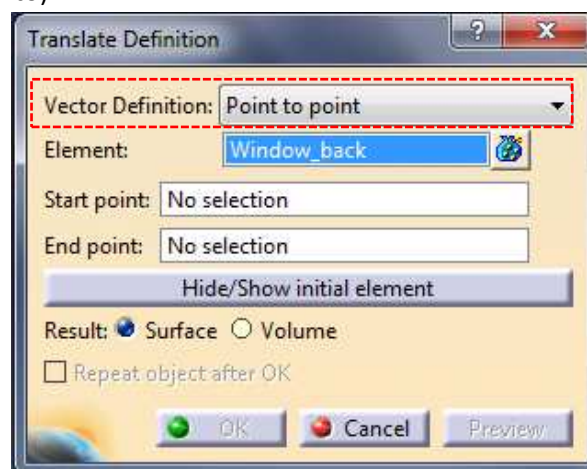 Translate Definition
Vector Definition: Point to point
Element: Window_back
Start point: No selection
End point: No selection
Hide/Show initial element
Result: Surface Volume
Repeat object after OK
OK Cancel Preview